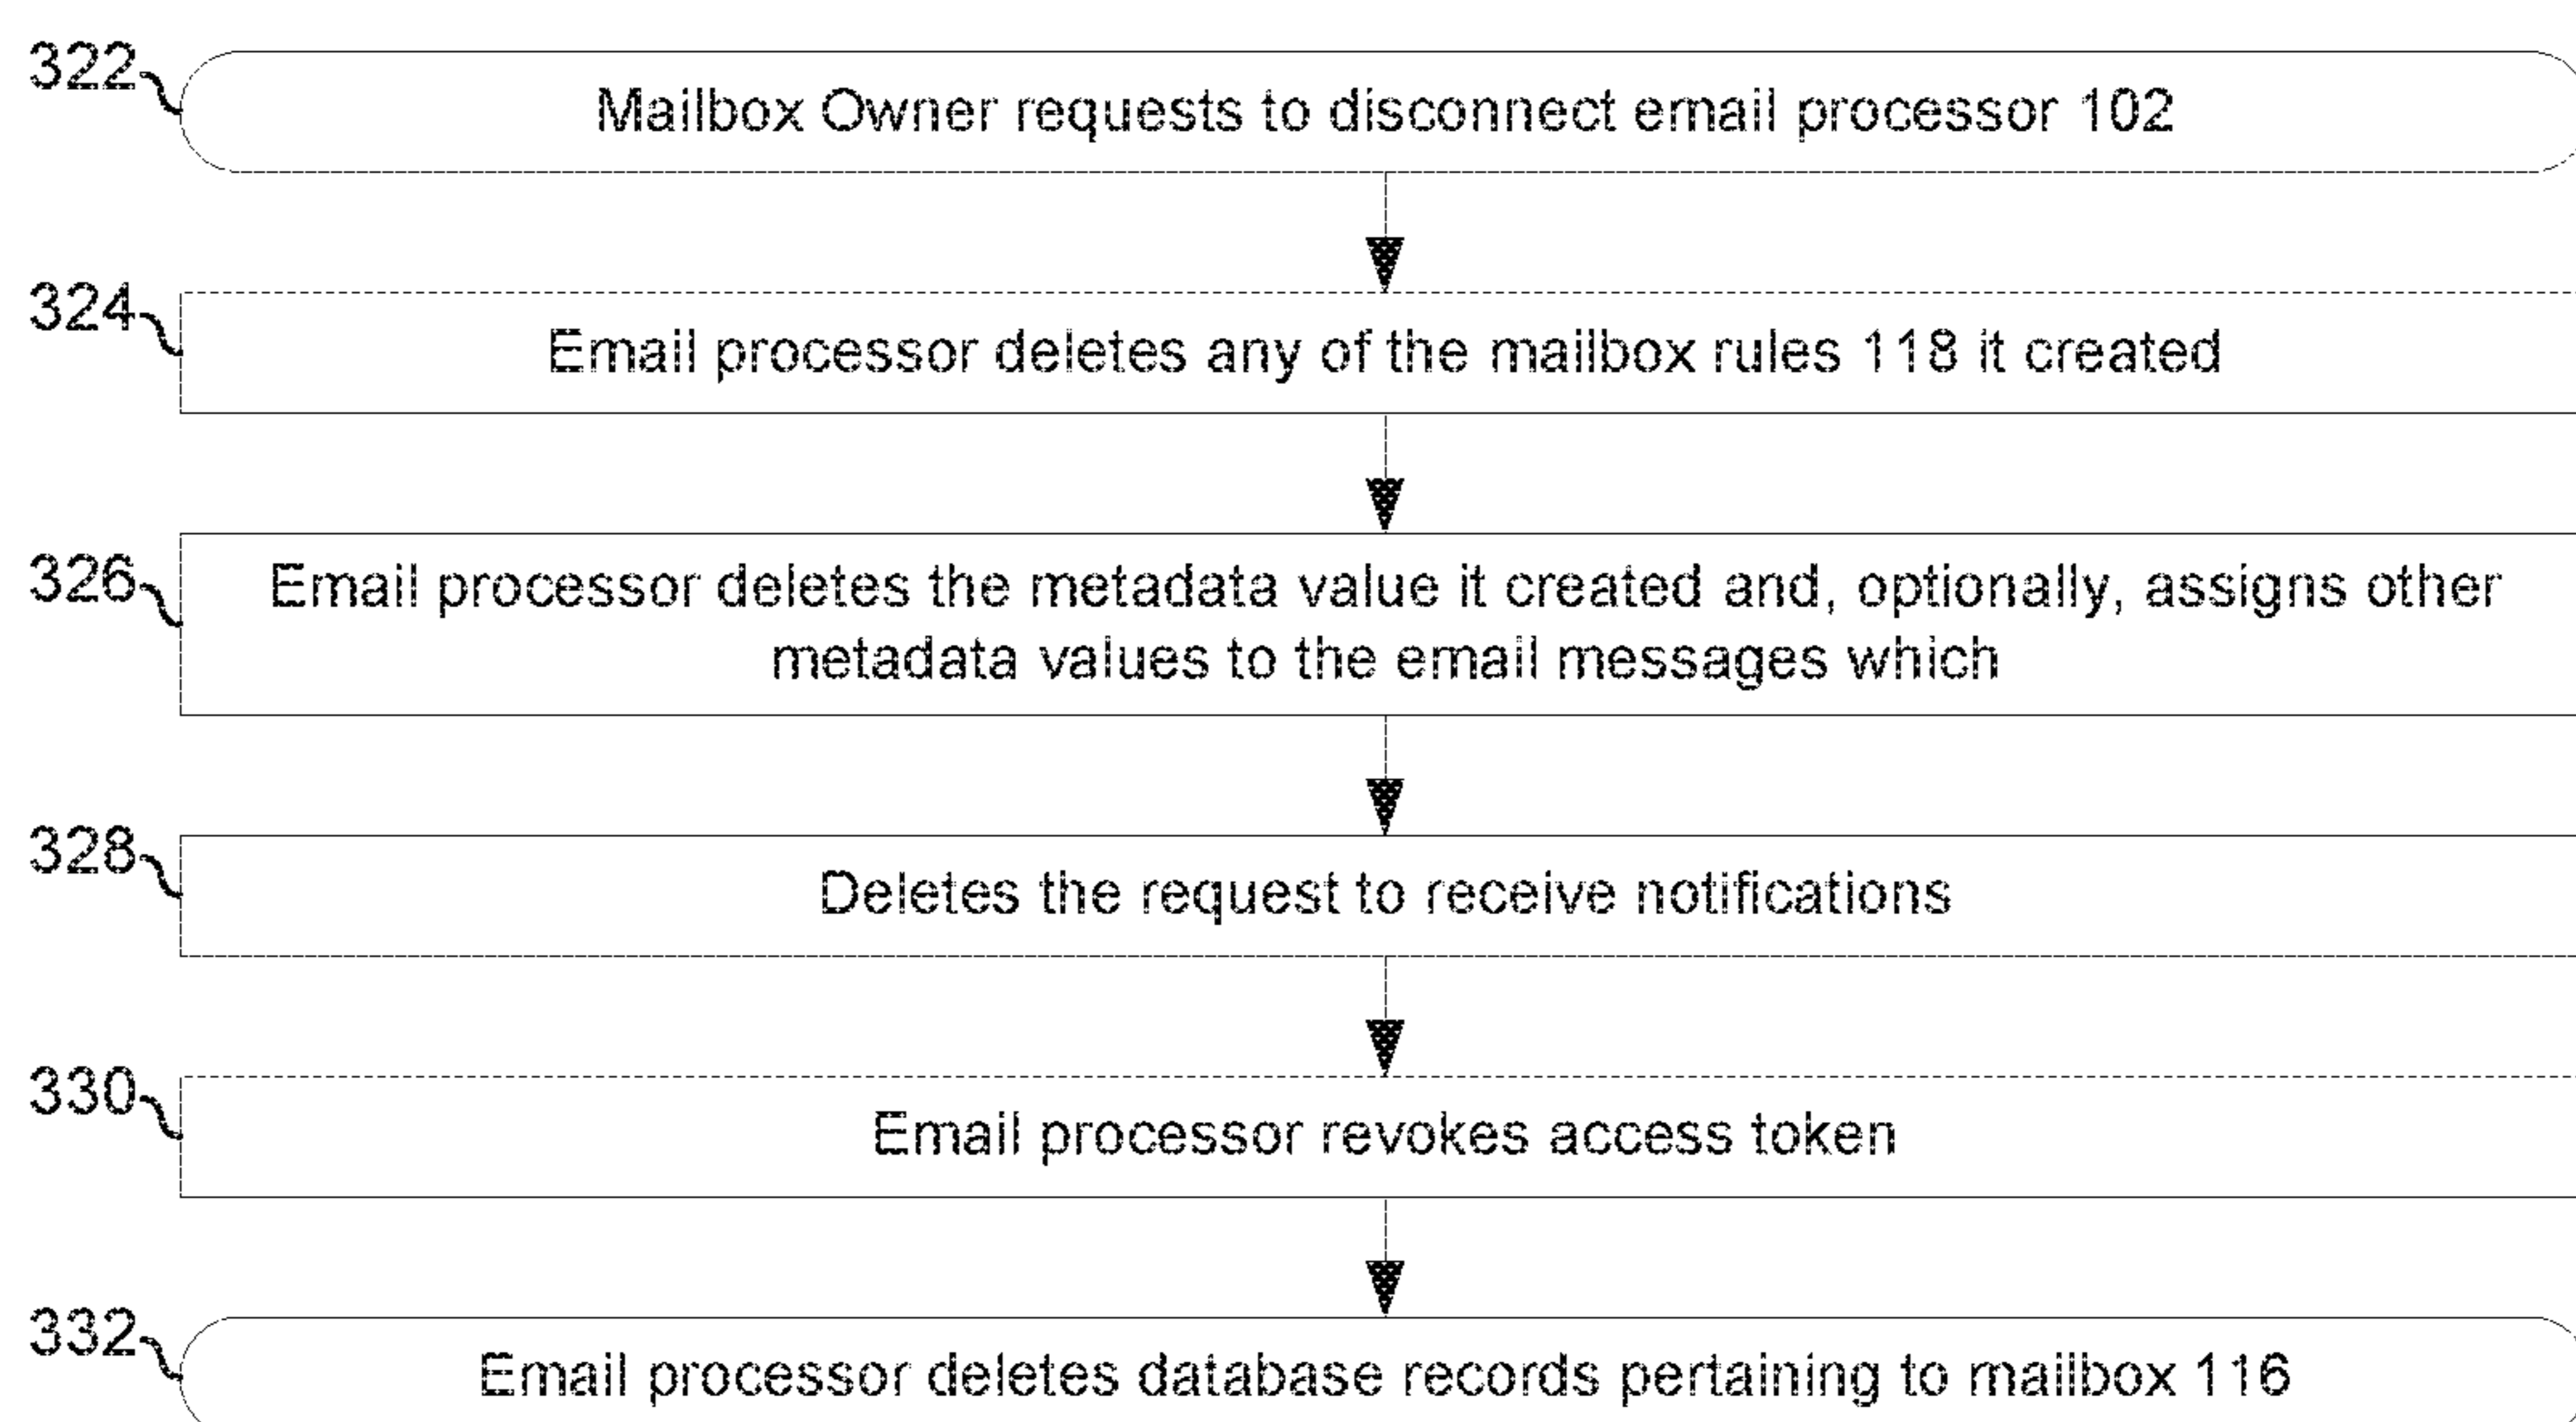 322
Mailbox Owner requests to disconnect email processor 102
324
Email processor deletes any of the mailbox rules 118 it created
326
Email processor deletes the metadata value it created and, optionally, assigns other
metadata values to the email messages which
328
Deletes the request to receive notifications
330
Email processor revokes access token
332
Email processor deletes database records pertaining to mailbox 116